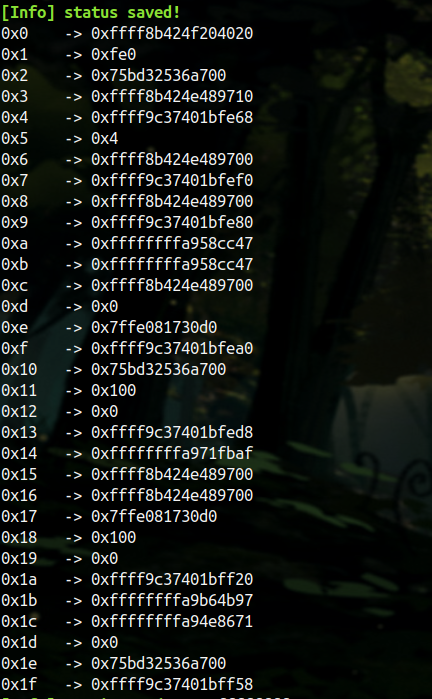 [Info] status saved!
0x0 -> 0xffff8b424f204020
0x1 -> 0xfe0
0x2 -> 0x75bd32536a700
0x3 -> 0xffff8b424e489710
0x4 -> 0xffff9c37401bfe68
0x5 -> 0x4
0x6 -> 0xffff8b424e489700
0x7 -> 0xffff9c37401bfef0
0x8 -> 0xffff8b424e489700
0x9 -> 0xffff9c37401bfe80
0xa -> 0xffffffffa958cc47
0xb -> 0xffffffffa958cc47
0xc -> 0xffff8b424e489700
0xd -> 0x0
0xe -> 0x7ffe081730d0
0xf -> 0xffff9c37401bfea0
0x10 -> 0x75bd32536a700
0x11 -> 0x100
0x12 -> 0x0
0x13 -> 0xffff9c37401bfed8
0x14 -> 0xffffffffa971fbaf
0x15 -> 0xffff8b424e489700
0x16 -> 0xffff8b424e489700
0x17 -> 0x7ffe081730d0
0x18 -> 0x100
0x19 -> 0x0
0x1a -> 0xffff9c37401bff20
0x1b -> 0xffffffffa9b64b97
0x1c -> 0xffffffffa94e8671
0x1d -> 0x0
0x1e -> 0x75bd32536a700
0x1f -> 0xffff9c37401bff58